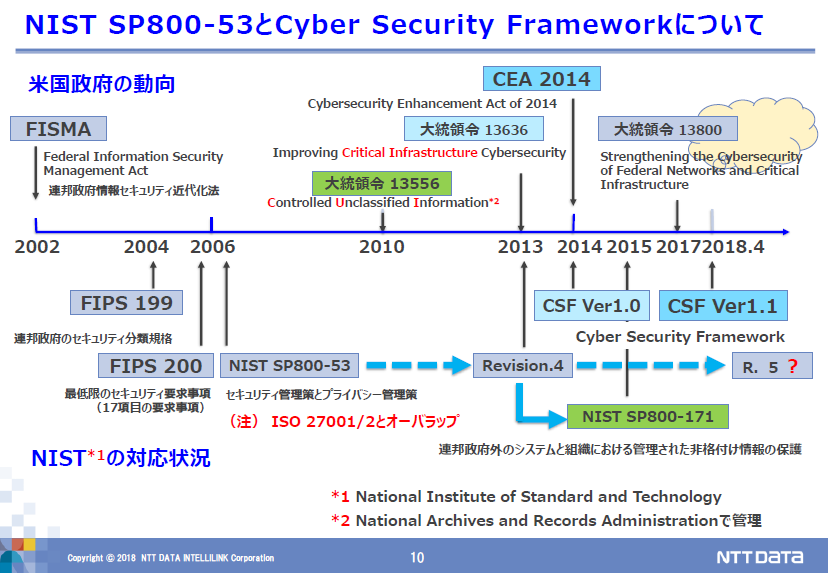 NIST SP800-53とCyber Security Frameworkについて
米国政府の動向
CEA 2014
Cybersecurity Enhancement Act of 2014
FISMA
Federal Information Security
Management Act
連邦政府情報セキュリティ近代化法
大統領令 13636
Improving Critical Infrastructure Cybersecurity
大統領令 13556
Controlled Unclassified Information*2
大統領令 13800
Strengthening the Cybersecurity
of Federal Networks and Critical
Infrastructure
2002 2004 2006 2010 2013 2014 2015 2017 2018.4
FIPS 199
連邦政府のセキュリティ分類規格
CSF Ver1.0
CSF Ver1.1
Cyber Security Framework
FIPS 200
最低限のセキュリティ要求事項
（17項目の要求事項）
NIST SP800-53
セキュリティ管理策とプライバシー管理策
（注） ISO 27001/2とオーバラップ
Revision.4
R. 5 ?
NIST SP800-171
連邦政府外のシステムと組織における管理された非格付け情報の保護
NIST*1の対応状況
*1 National Institute of Standard and Technology
*2 National Archives and Records Administrationで管理
Copyright © 2018 NTT DATA INTELLILINK Corporation
10
NTT DATA